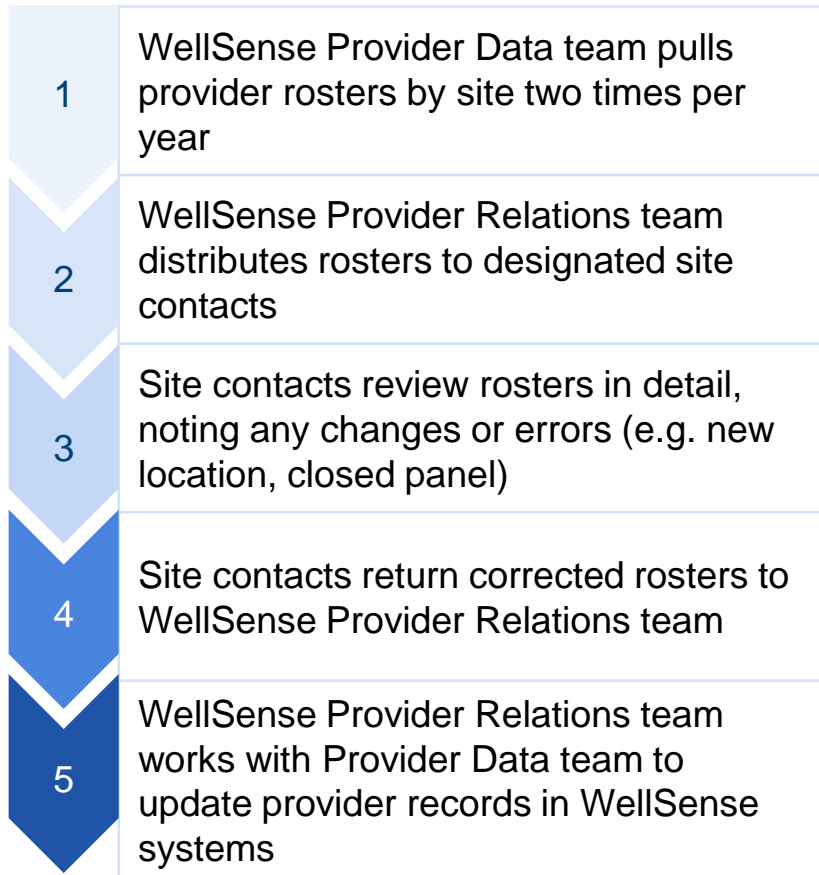 1
WellSense Provider Data team pulls
provider rosters by site two times per
year
2
WellSense Provider Relations team
distributes rosters to designated site
contacts
3
Site contacts review rosters in detail,
noting any changes or errors (e.g. new
location, closed panel)
4
Site contacts return corrected rosters to
WellSense Provider Relations team
5
WellSense Provider Relations team
works with Provider Data team to
update provider records in WellSense
systems